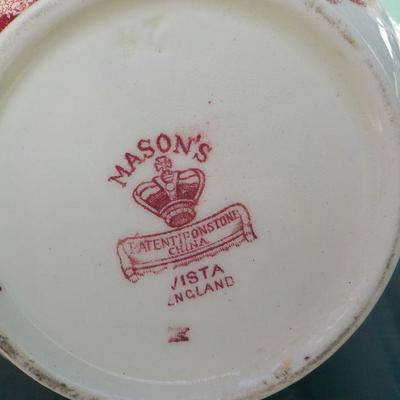 MASON'S
PATENT IRONSTONE
CHINA
VISTA
ENGLAND